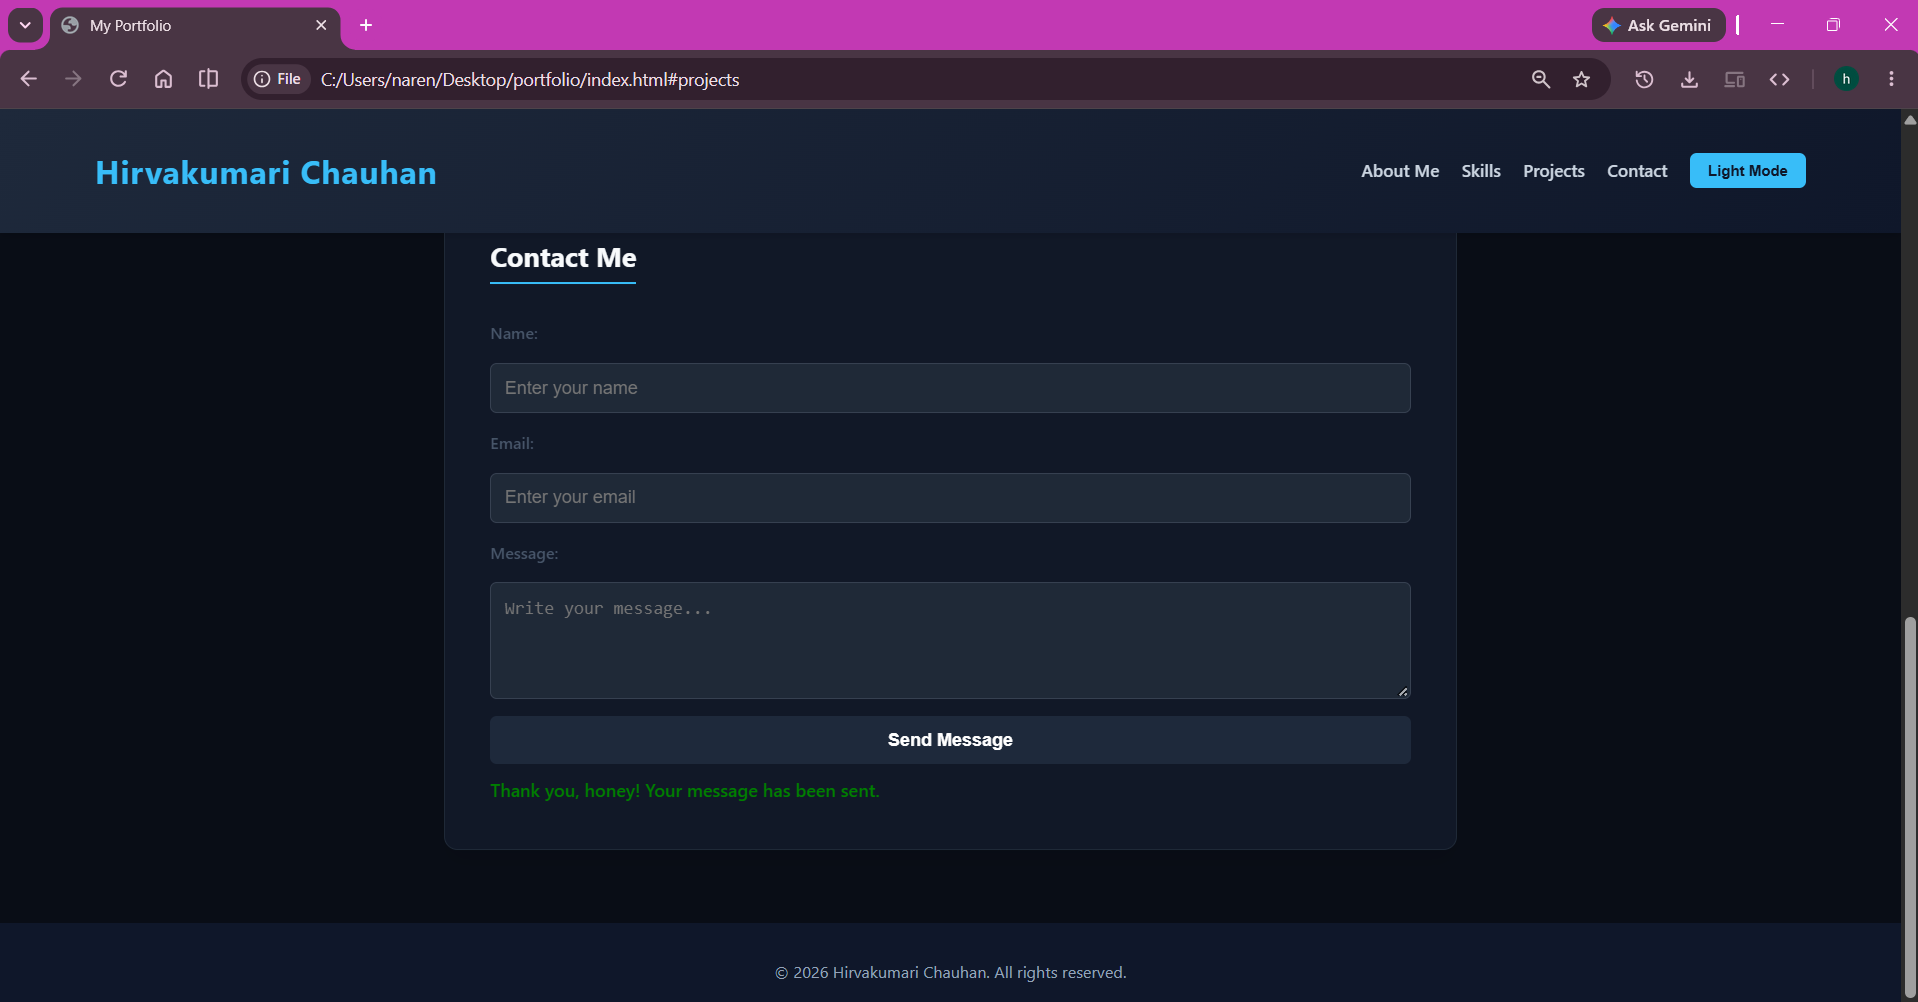 My Portfolio
Ask Gemini
File
C:/Users/naren/Desktop/portfolio/index.html#projects
h
Hirvakumari Chauhan
About Me
Skills
Projects
Contact
Light Mode
Contact Me
Name:
Enter your name
Email:
Enter your email
Message:
Write your message...
Send Message
Thank you, honey! Your message has been sent.
© 2026 Hirvakumari Chauhan. All rights reserved.